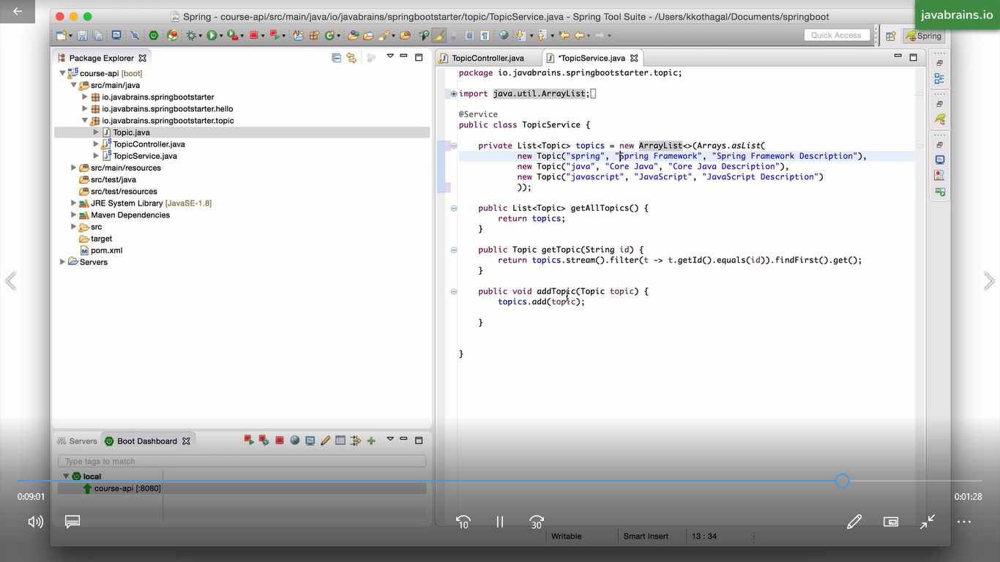 Spring - course-api/src/main/java/io/javabrains/springbootstarter/topic/TopicService.java - Spring Tool Suite - /Users/kkothagal/Documents/springboot
javabrains.io
Quick Access
Spring
Package Explorer
TopicController.java
*TopicService.java
course-api [boot]
src/main/java
io.javabrains.springbootstarter
io.javabrains.springbootstarter.hello
io.javabrains.springbootstarter.topic
Topic.java
TopicController.java
TopicService.java
src/main/resources
src/test/java
src/test/resources
JRE System Library [JavaSE-1.8]
Maven Dependencies
src
target
pom.xml
Servers
package io.javabrains.springbootstarter.topic;
import java.util.ArrayList;
@Service
public class TopicService {
private List<Topic> topics = new ArrayList<>(Arrays.asList(
new Topic("spring", "Spring Framework", "Spring Framework Description"),
new Topic("java", "Core Java", "Core Java Description"),
new Topic("javascript", "JavaScript", "JavaScript Description")
));
public List<Topic> getAllTopics() {
return topics;
}
public Topic getTopic(String id) {
return topics.stream().filter(t -> t.getId().equals(id)).findFirst().get();
}
public void addTopic(Topic topic) {
topics.add(topic);
}
}
Servers
Boot Dashboard
Type tags to match
local
course-api [:8080]
0:09:01
0:01:28
10
30
Writable
Smart Insert
13 : 34